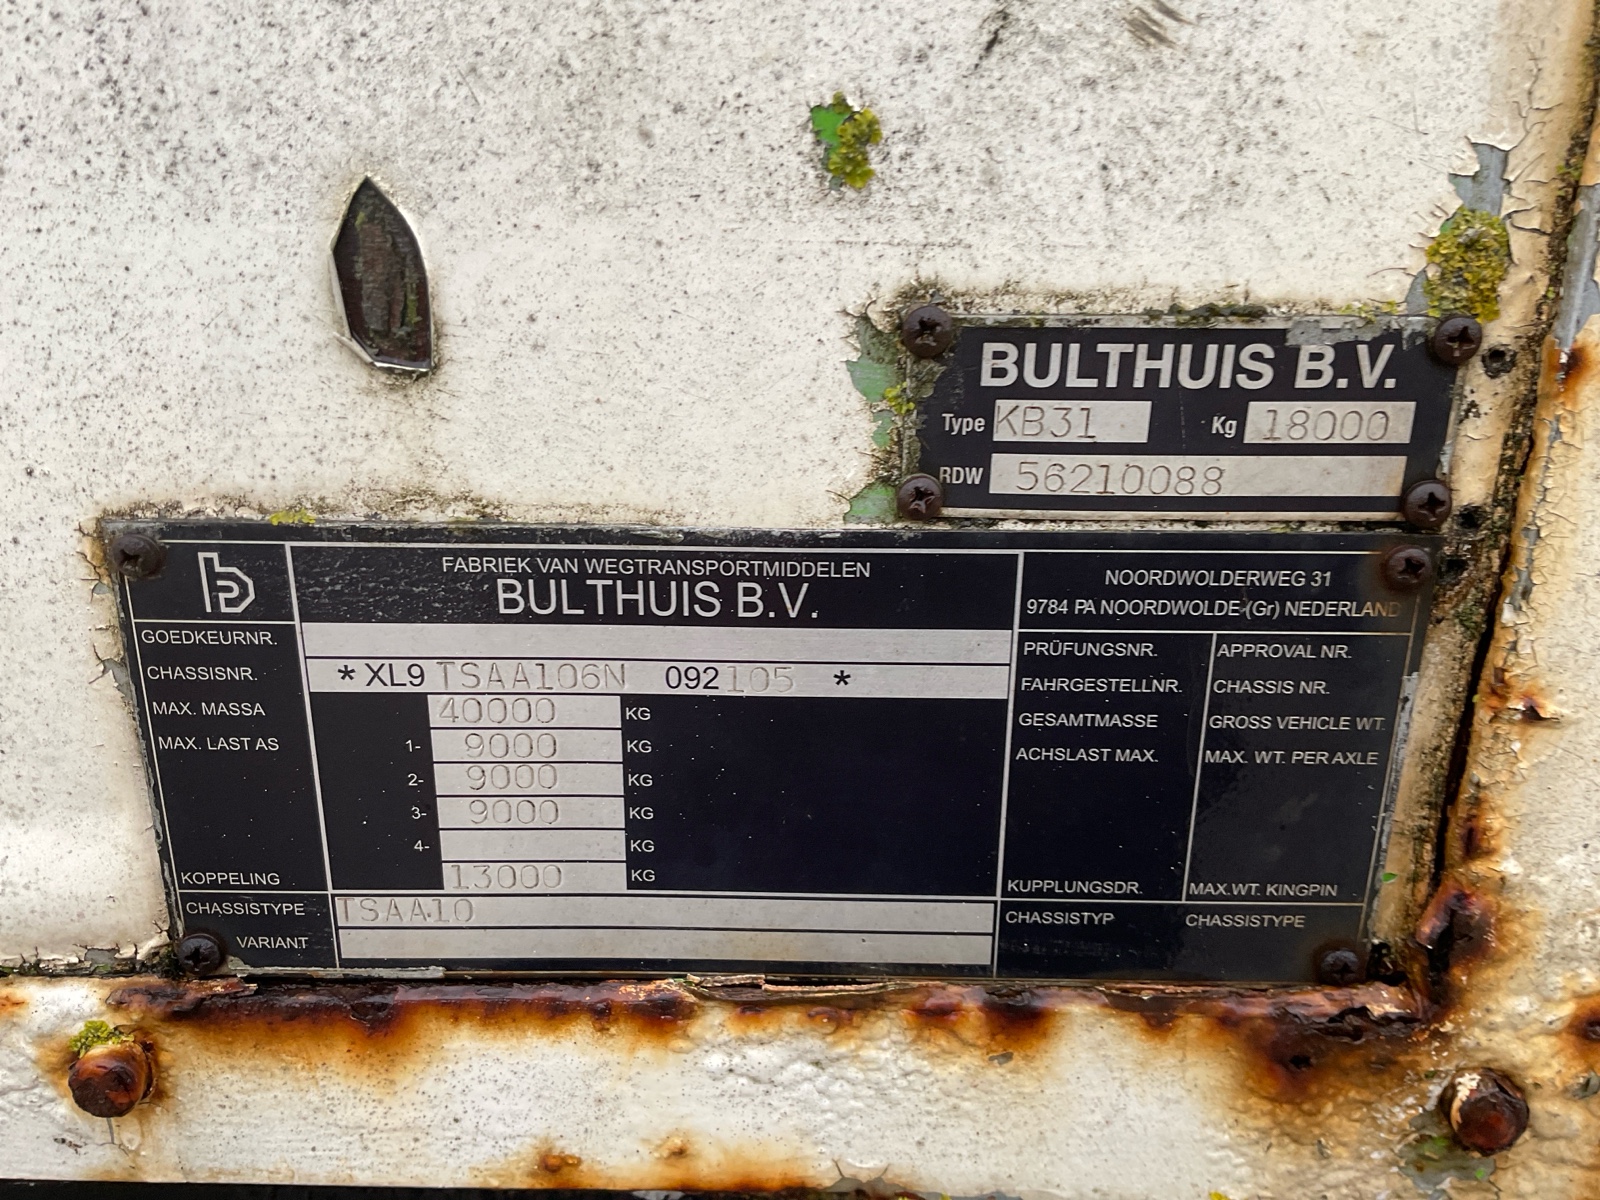 BULTHUIS B.V.
Type KB31 Kg 18000
RDW 56210088
FABRIEK VAN WEGTRANSPORTMIDDELEN
BULTHUIS B.V.
NOORDWOLDERWEG 31
9784 PA NOORDWOLDE (Gr) NEDERLAND
GOEDKEURNR. PRÜFUNGSNR. APPROVAL NR.
CHASSISNR. * XL9 TSAA106N 092105 * FAHRGESTELLNR. CHASSIS NR.
MAX. MASSA 40000 KG GESAMTMASSE GROSS VEHICLE WT.
MAX. LAST AS 1- 9000 KG ACHSLAST MAX. MAX. WT. PER AXLE
2- 9000 KG
3- 9000 KG
4- KG
KOPPELING 13000 KG KUPPLUNGSDR. MAX.WT. KINGPIN
CHASSISTYPE TSAA10 CHASSISTYP CHASSISTYPE
VARIANT